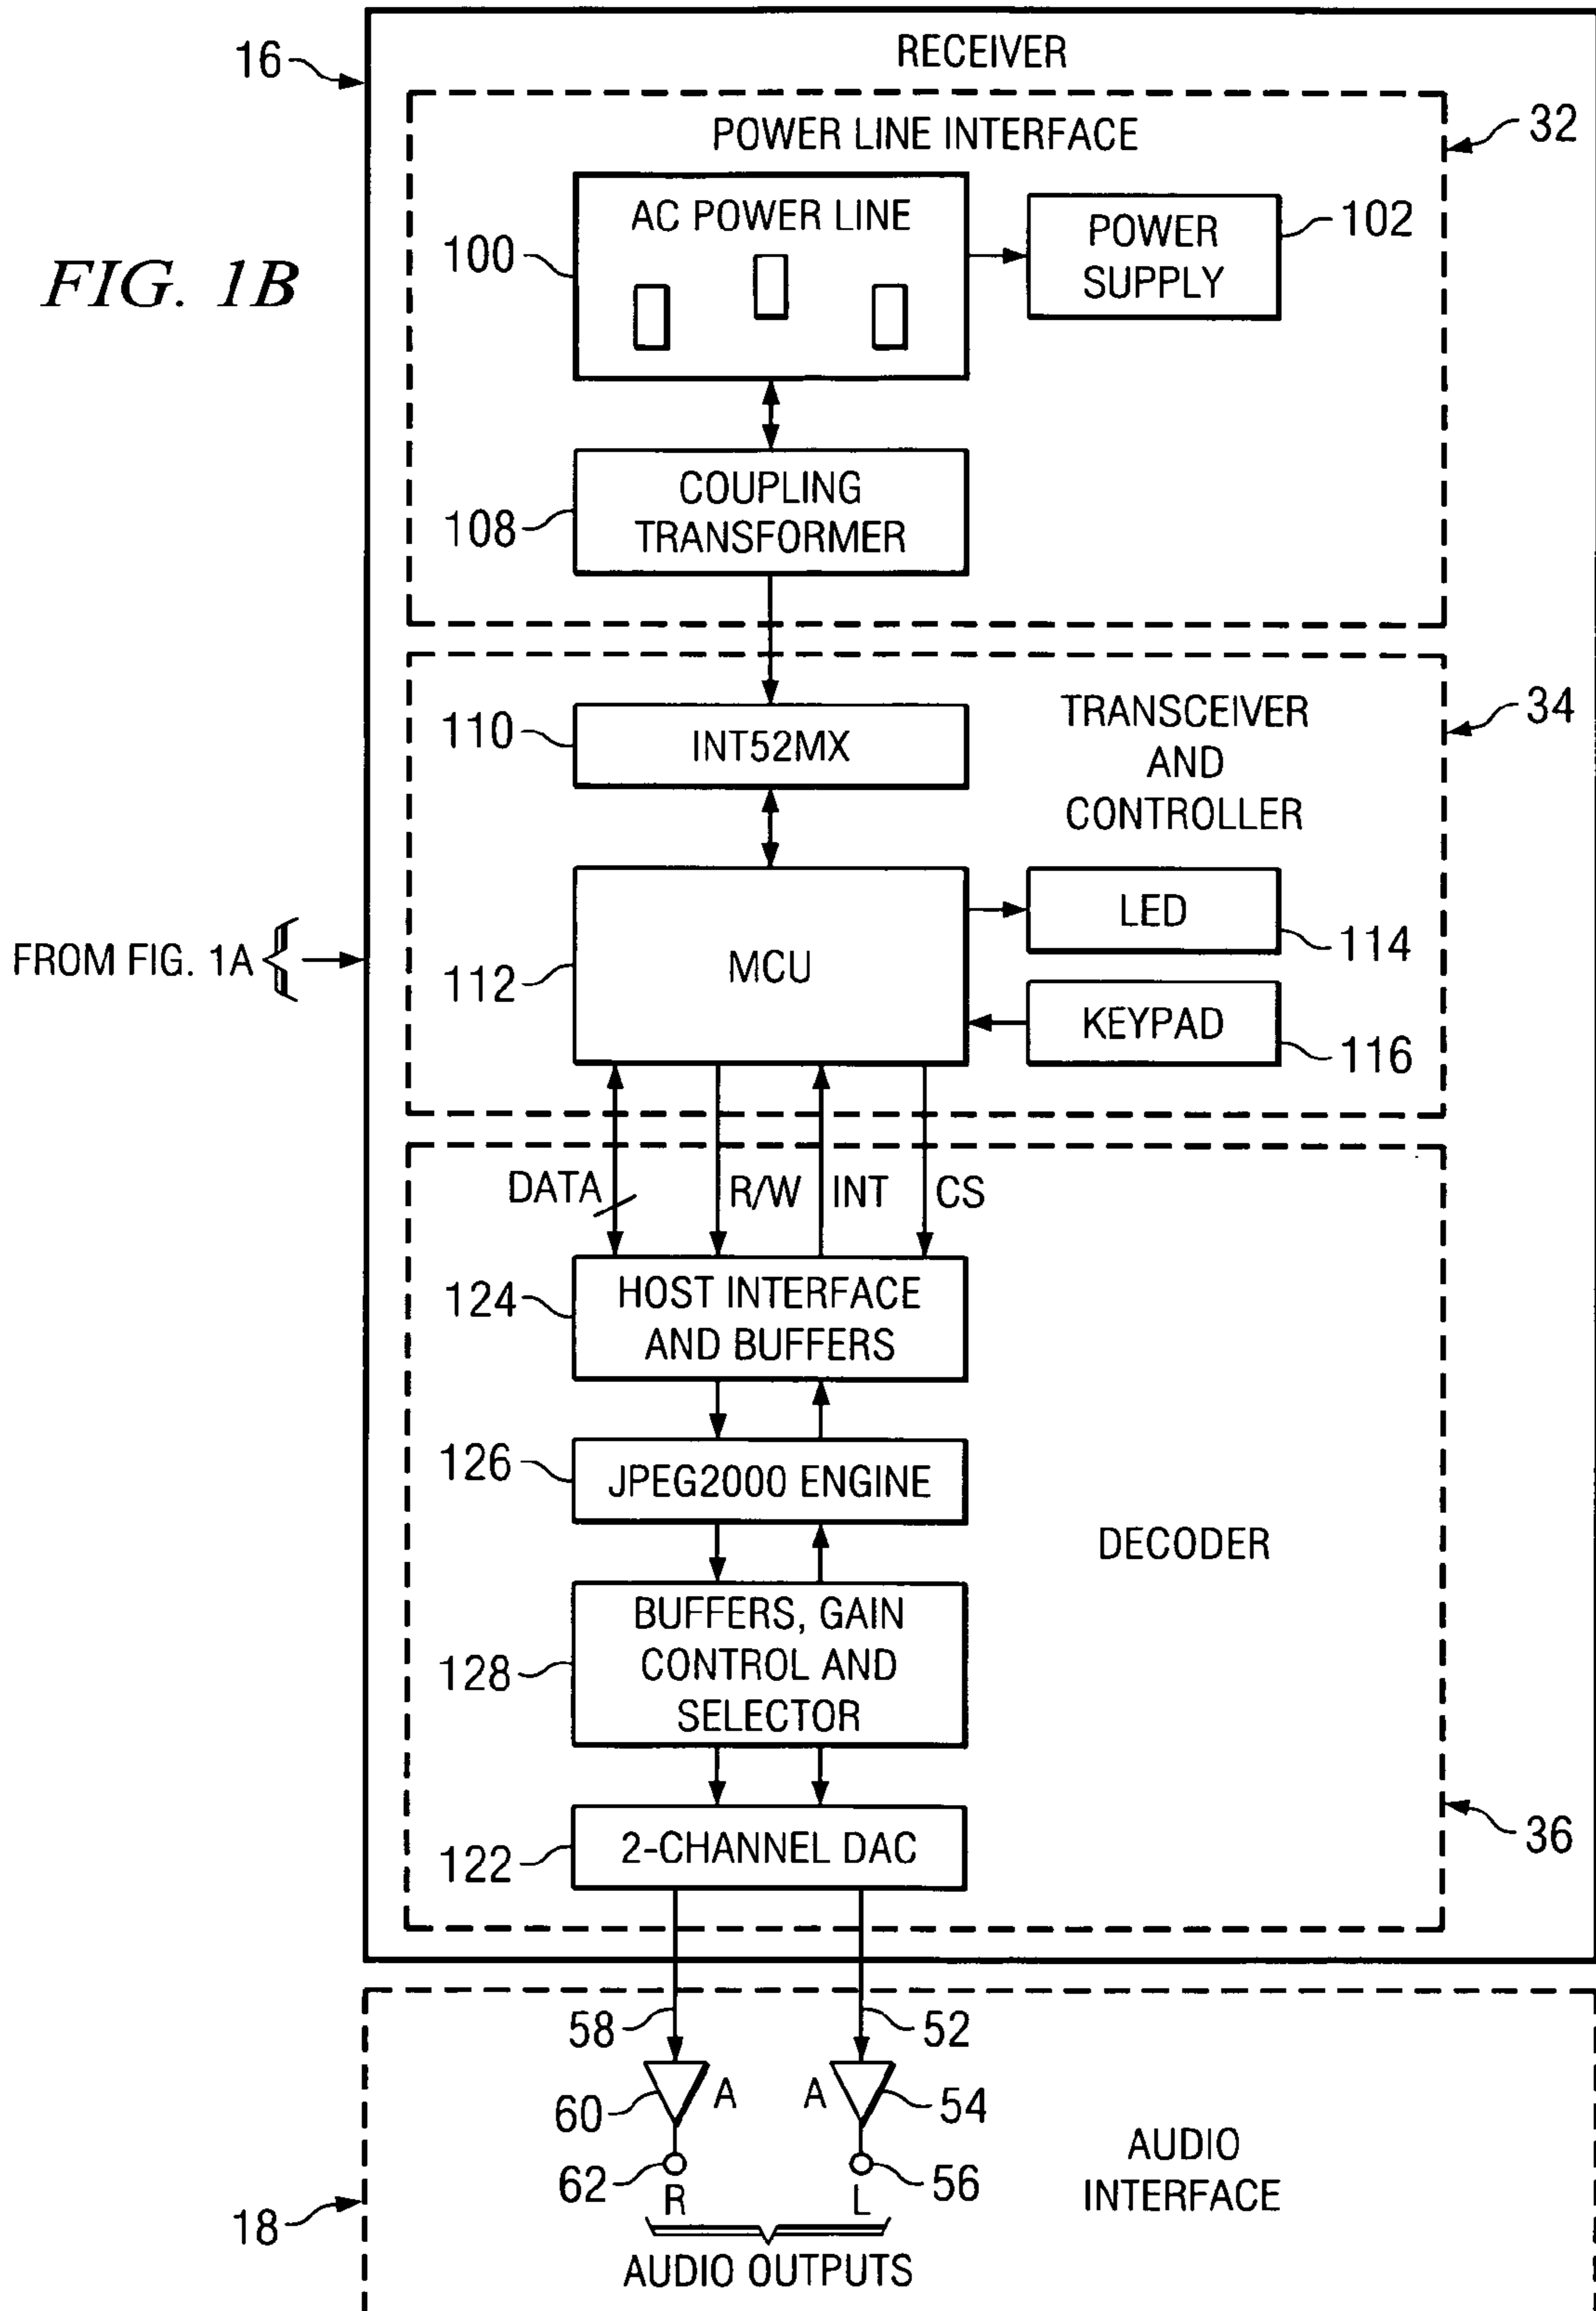 16
RECEIVER
POWER LINE INTERFACE
32
FIG. 1B
100
AC POWER LINE
POWER
SUPPLY
102
108
COUPLING
TRANSFORMER
110
INT52MX
TRANSCEIVER
AND
CONTROLLER
34
FROM FIG. 1A
112
MCU
LED
114
KEYPAD
116
DATA
R/W
INT
CS
124
HOST INTERFACE
AND BUFFERS
126
JPEG2000 ENGINE
DECODER
128
BUFFERS, GAIN
CONTROL AND
SELECTOR
122
2-CHANNEL DAC
36
58
52
60
A
A
54
62
R
L
56
AUDIO
INTERFACE
18
AUDIO OUTPUTS